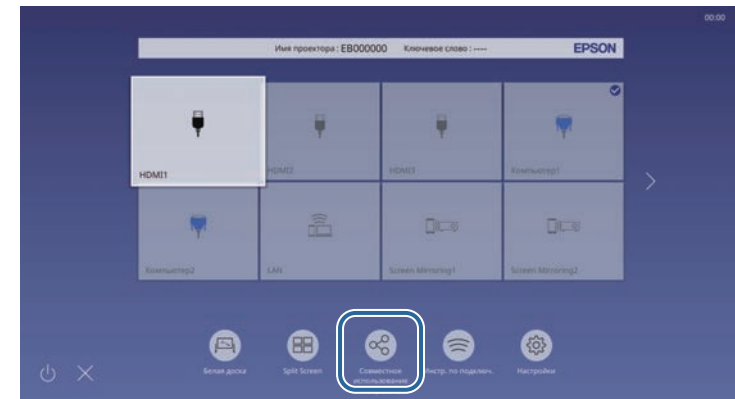 00:00
Имя проектора : EB000000 Ключевое слово : ---- EPSON
HDMI1 HDMI2 HDMI3 Компьютер1
Компьютер2 LAN Screen Mirroring1 Screen Mirroring2
Белая доска Split Screen Совместное Инстр. по подключ. Настройки
использование